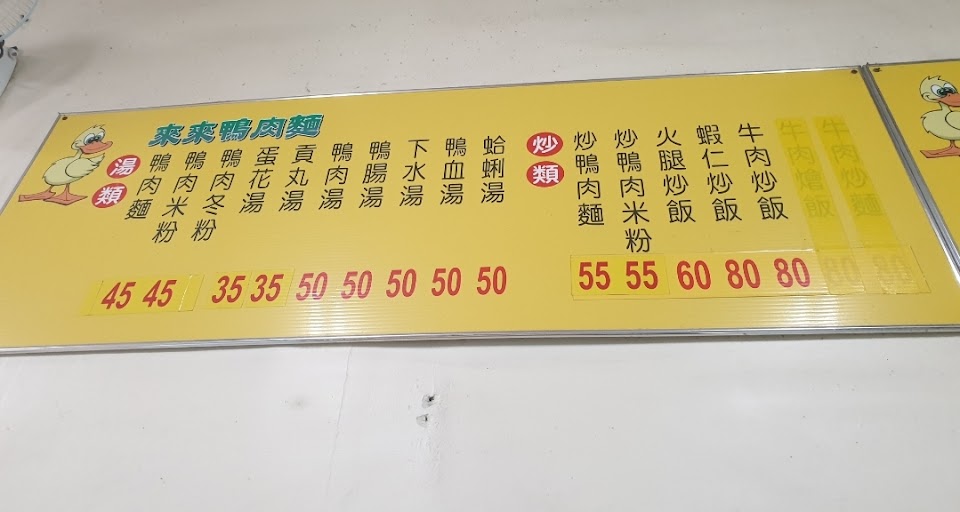 來來鴨肉麵
湯類
鴨肉麵
鴨肉米粉
鴨肉冬粉
蛋花湯
貢丸湯
鴨肉湯
鴨腸湯
下水湯
鴨血湯
蛤蜊湯
45 45 35 35 50 50 50 50 50
炒類
炒鴨肉麵
炒鴨肉米粉
火腿炒飯
蝦仁炒飯
牛肉炒飯
牛肉燴飯
牛肉炒麵
55 55 60 80 80 80 80